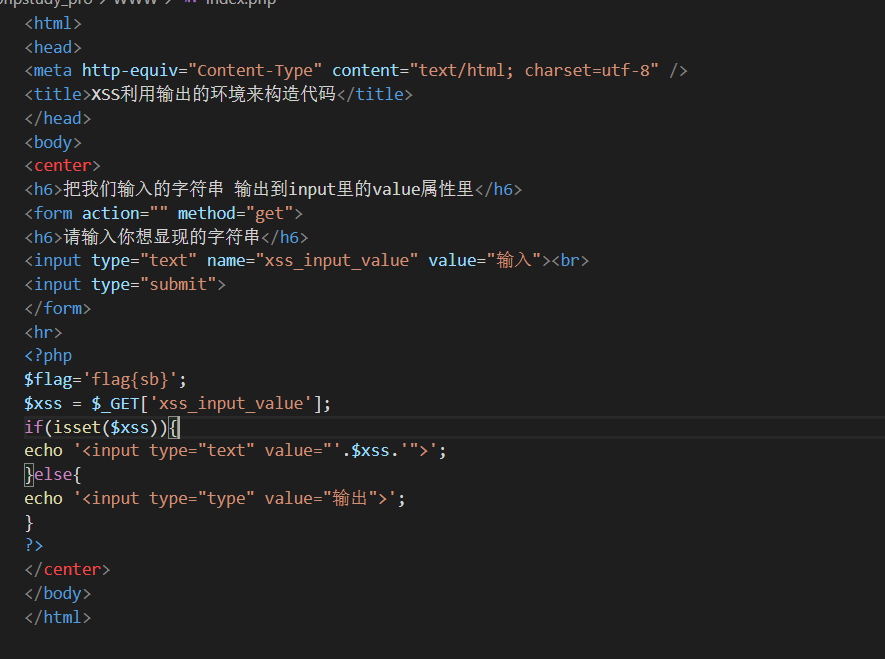 phpstudy_pro > WWW > index.php
<html>
<head>
<meta http-equiv="Content-Type" content="text/html; charset=utf-8" />
<title>XSS利用输出的环境来构造代码</title>
</head>
<body>
<center>
<h6>把我们输入的字符串 输出到input里的value属性里</h6>
<form action="" method="get">
<h6>请输入你想显现的字符串</h6>
<input type="text" name="xss_input_value" value="输入"><br>
<input type="submit">
</form>
<hr>
<?php
$flag='flag{sb}';
$xss = $_GET['xss_input_value'];
if(isset($xss)){
echo '<input type="text" value="'.$xss.'">';
}else{
echo '<input type="type" value="输出">';
}
?>
</center>
</body>
</html>